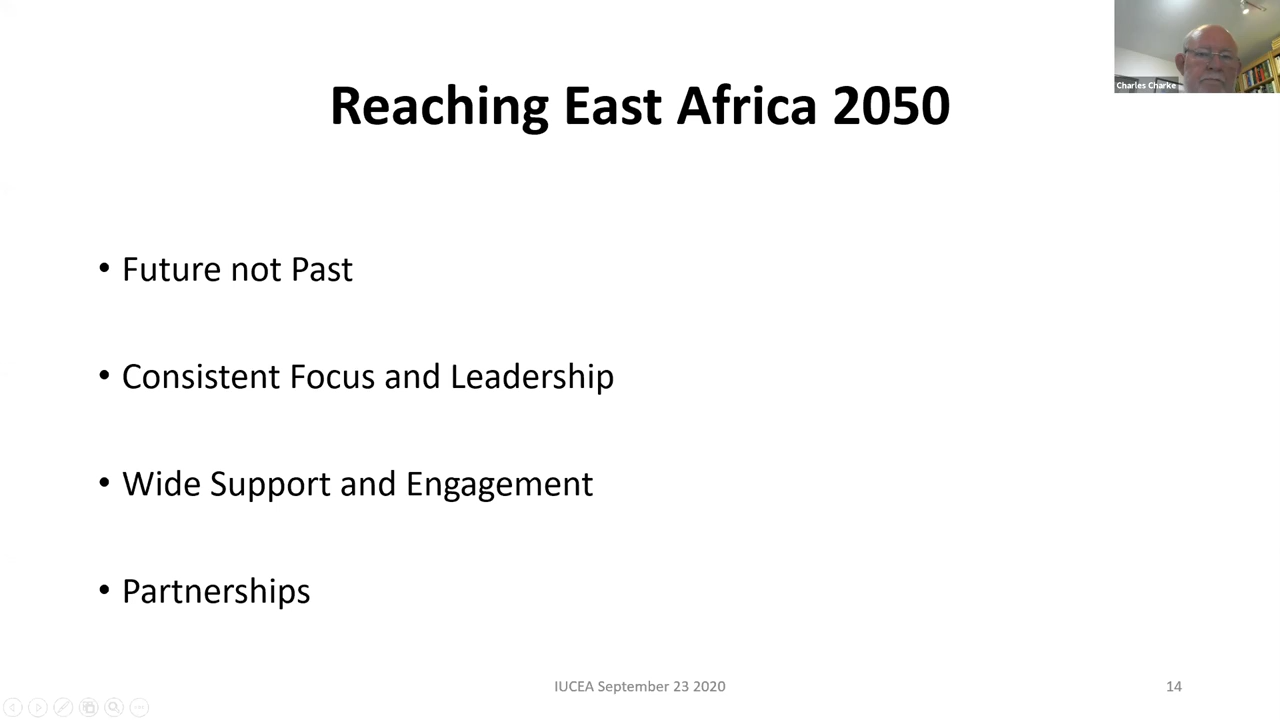 Charles Charke
Reaching East Africa 2050
• Future not Past
• Consistent Focus and Leadership
• Wide Support and Engagement
• Partnerships
IUCEA September 23 2020
14